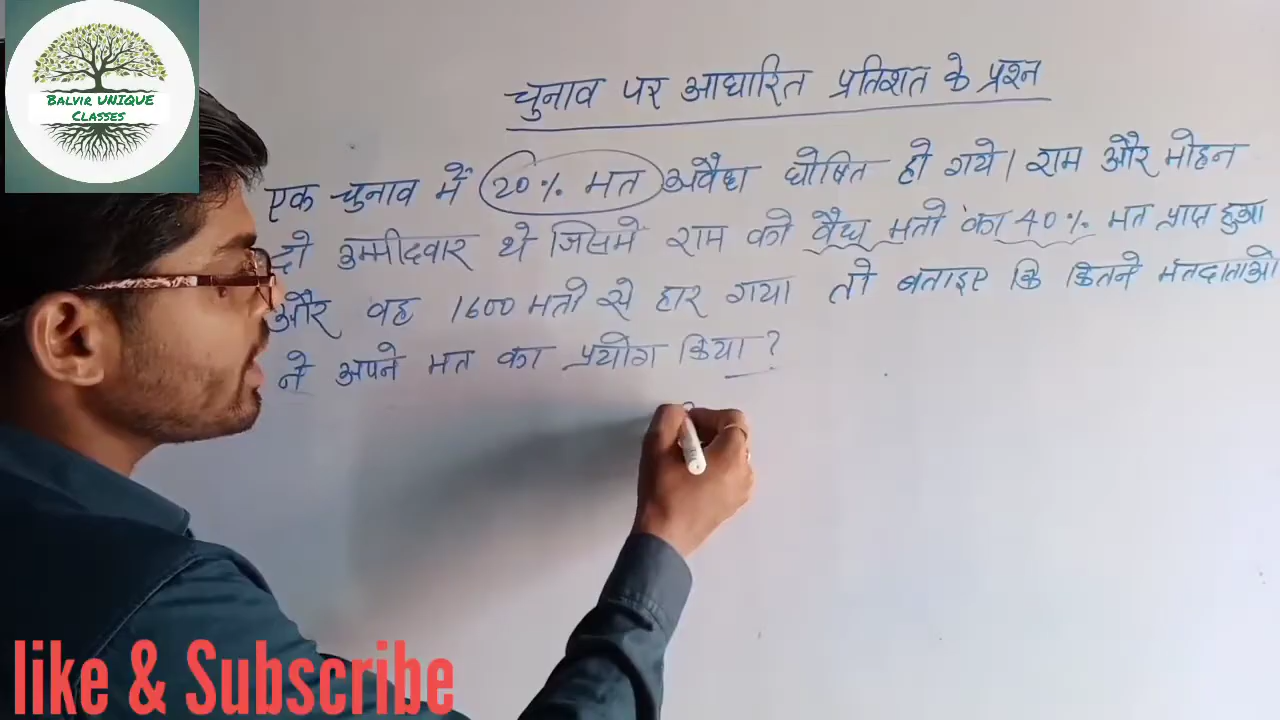 BALVIR UNIQUE
CLASSES
चुनाव पर आधारित प्रतिशत के प्रश्न
एक चुनाव में 20% मत अवैध घोषित हो गये। राम और मोहन
दो उम्मीदवार थे जिसमें राम को वैध मतो का 40% मत प्राप्त हुआ
और वह 1600 मतो से हार गया तो बताइए कि कितने मतदाताओ
ने अपने मत का प्रयोग किया ?
like & Subscribe